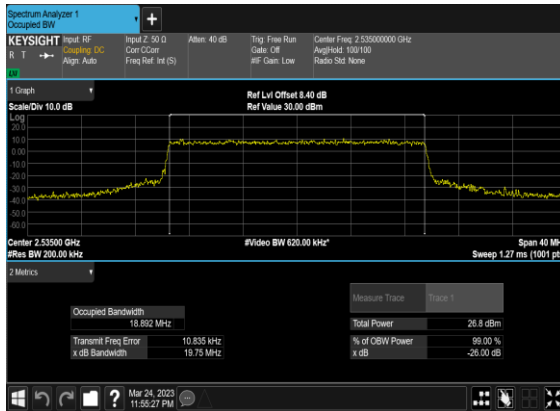 Spectrum Analyzer 1
Occupied BW
KEYSIGHT Input: RF Input Z: 50 Ω Atten: 40 dB Trig: Free Run Center Freq: 2.535000000 GHz
R T Coupling: DC Corr CCorr Gate: Off Avg|Hold: 100/100
Align: Auto Freq Ref: Int (S) #IF Gain: Low Radio Std: None
1 Graph
Ref Lvl Offset 8.40 dB
Scale/Div 10.0 dB Ref Value 30.00 dBm
Log
20.0
10.0
0.00
-10.0
-20.0
-30.0
-40.0
-50.0
-60.0
Center 2.53500 GHz #Video BW 620.00 kHz* Span 40 MH
#Res BW 200.00 kHz Sweep 1.27 ms (1001 pt
2 Metrics
Measure Trace Trace 1
Occupied Bandwidth
18.892 MHz Total Power 26.8 dBm
Transmit Freq Error 10.835 kHz % of OBW Power 99.00 %
x dB Bandwidth 19.75 MHz x dB -26.00 dB
Mar 24, 2023
11:55:27 PM